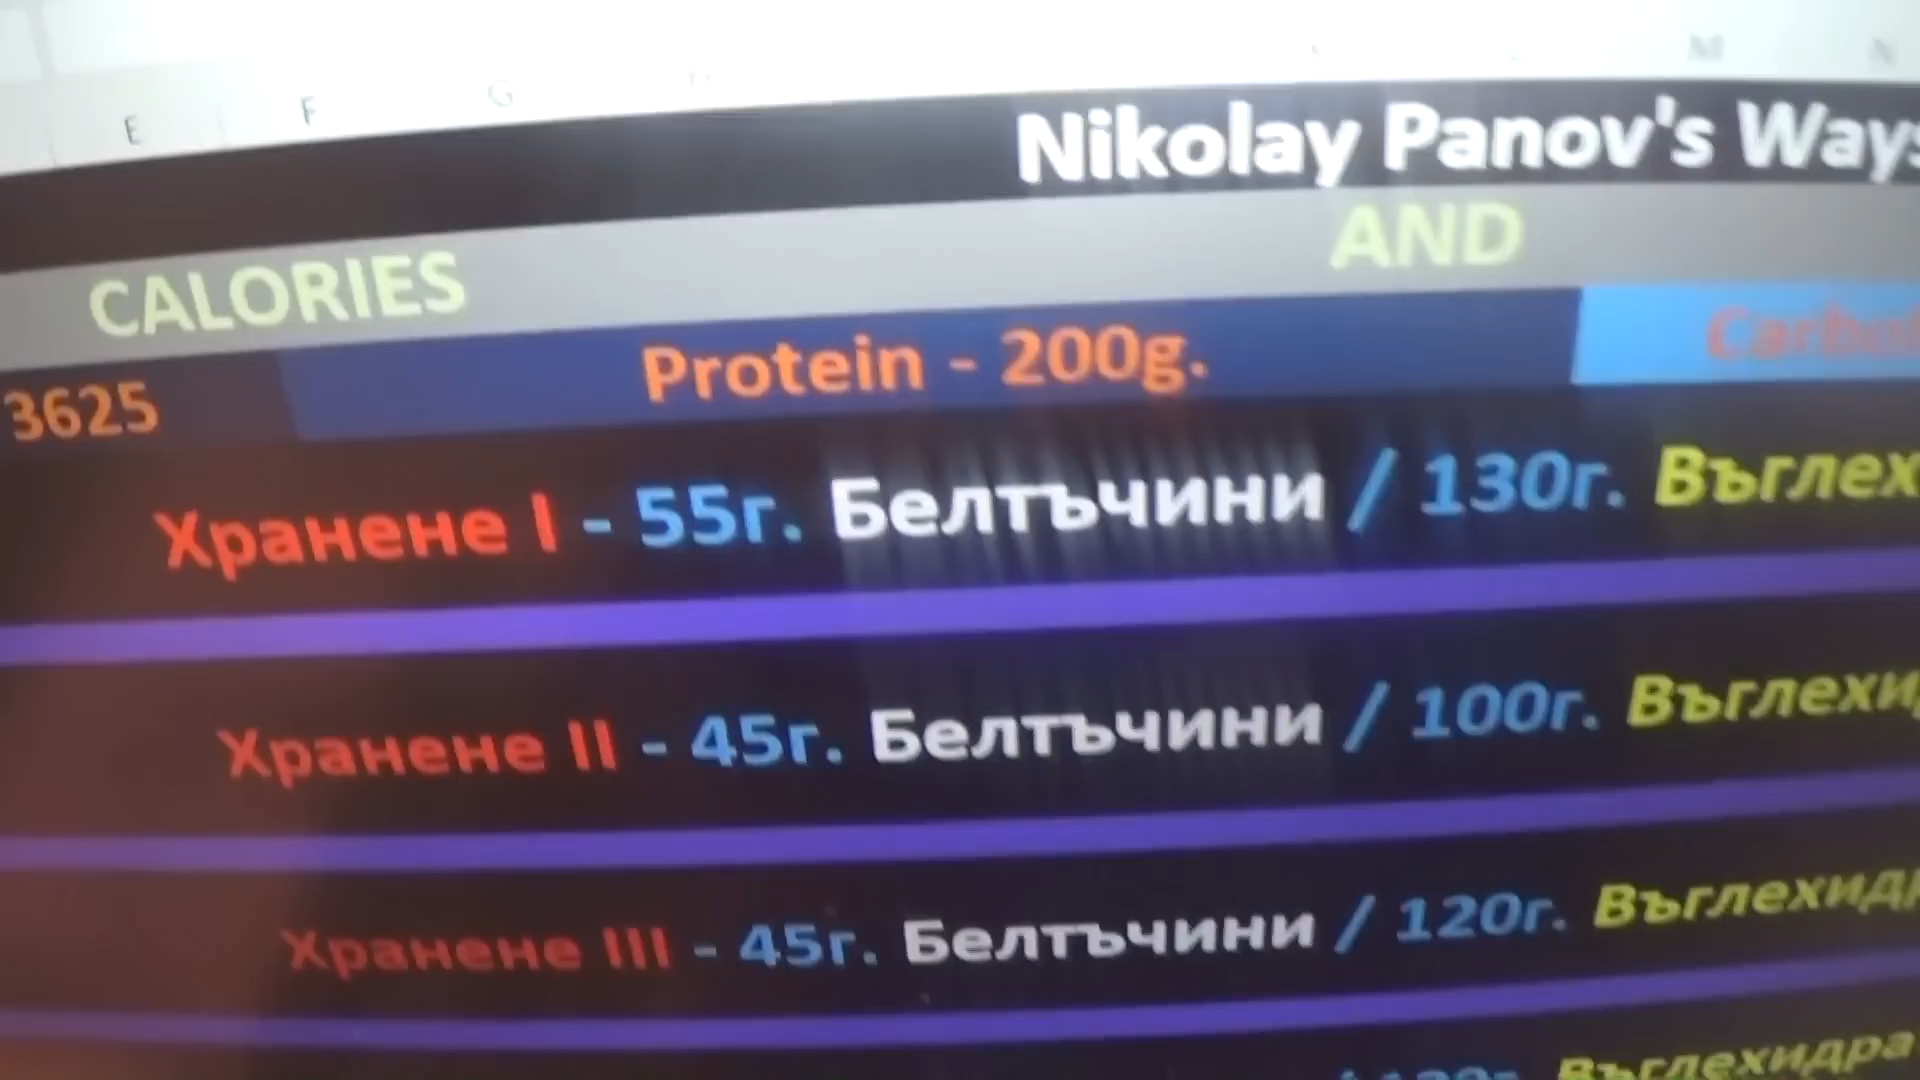 E F G M N
Nikolay Panov's Ways
CALORIES AND
3625 Protein - 200g.
Хранене I - 55г. Белтъчини / 130г.
Хранене II - 45г. Белтъчини / 100г.
Хранене III - 45г. Белтъчини / 120г.